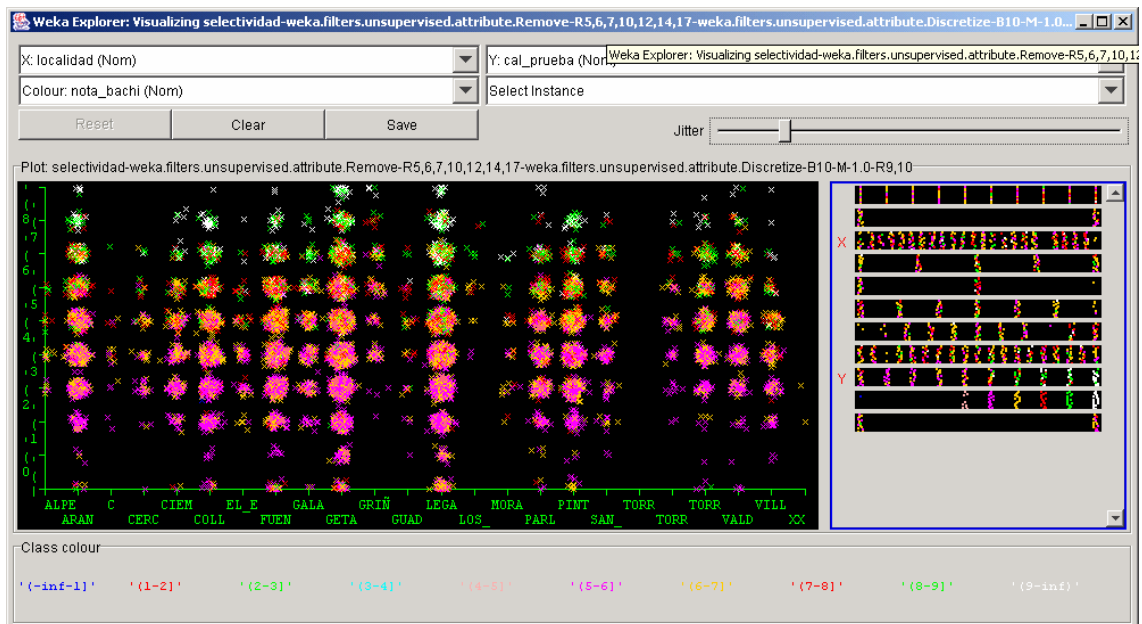 Weka Explorer: Visualizing selectividad-weka.filters.unsupervised.attribute.Remove-R5,6,7,10,12,14,17-weka.filters.unsupervised.attribute.Discretize-B10-M-1.0...
X: localidad (Nom)
Y: cal_prueba (Nom)
Weka Explorer: Visualizing selectividad-weka.filters.unsupervised.attribute.Remove-R5,6,7,10,12
Colour: nota_bachi (Nom)
Select Instance
Reset
Clear
Save
Jitter
Plot: selectividad-weka.filters.unsupervised.attribute.Remove-R5,6,7,10,12,14,17-weka.filters.unsupervised.attribute.Discretize-B10-M-1.0-R9,10
X
Y
ALPE C CIEM EL_E GALA GRIÑ LEGA MORA PINT TORR TORR VILL
ARAN CERC COLL FUEN GETA GUAD LOS_ PARL SAN_ TORR VALD XX
Class colour
'(-inf-1]' '(1-2]' '(2-3]' '(3-4]' '(4-5]' '(5-6]' '(6-7]' '(7-8]' '(8-9]' '(9-inf)'